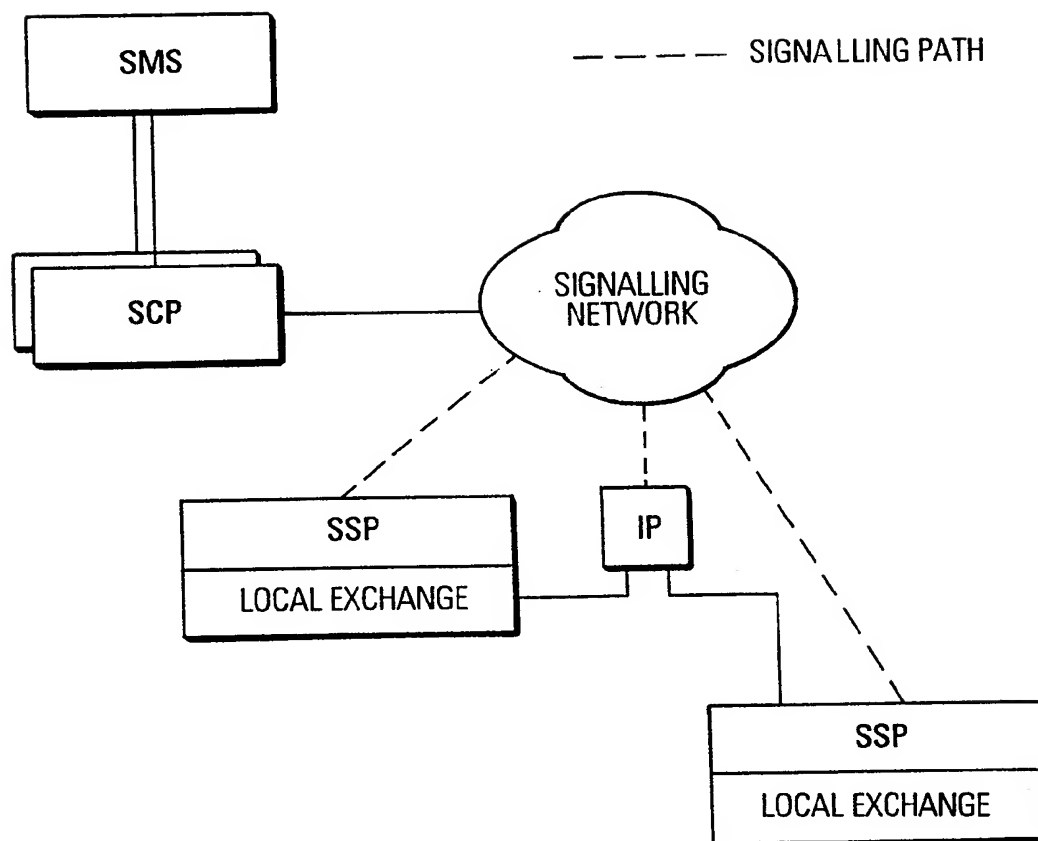 SMS
SIGNALLING PATH
SIGNALLING
NETWORK
SCP
SSP
IP
LOCAL EXCHANGE
SSP
LOCAL EXCHANGE